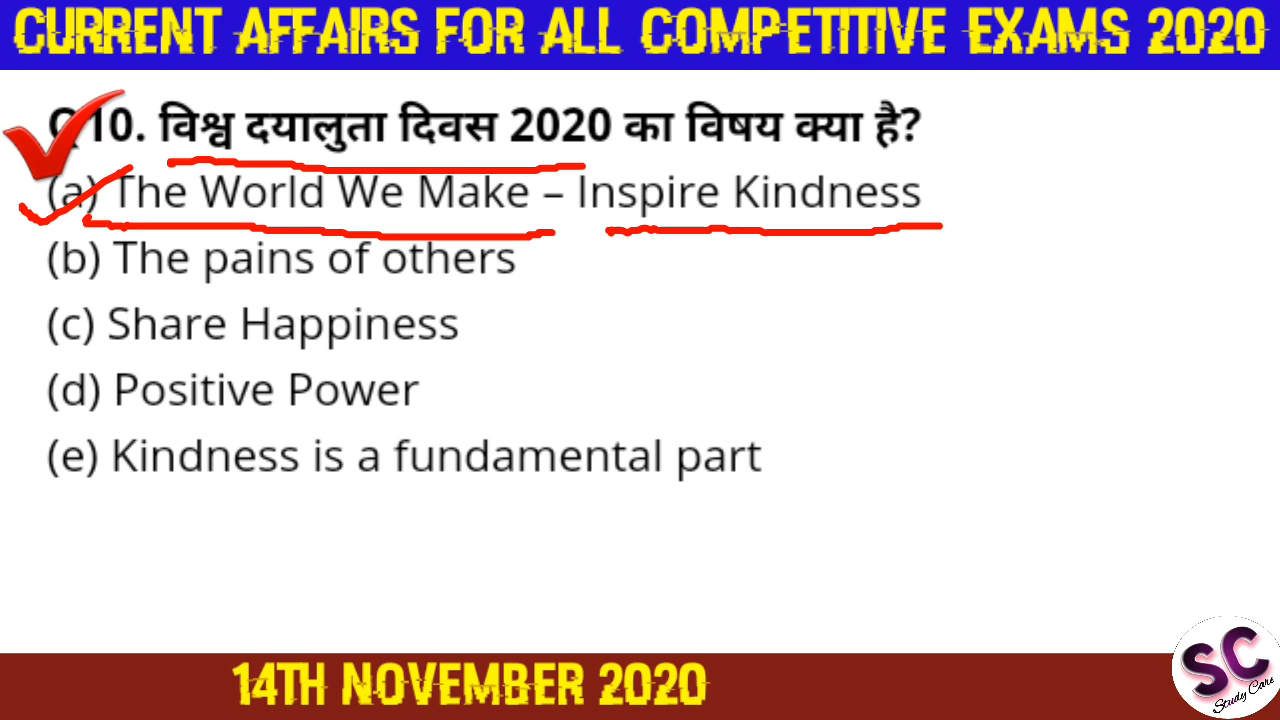 CURRENT AFFAIRS FOR ALL COMPETITIVE EXAMS 2020
Q10. विश्व दयालुता दिवस 2020 का विषय क्या है?
(a) The World We Make – Inspire Kindness
(b) The pains of others
(c) Share Happiness
(d) Positive Power
(e) Kindness is a fundamental part
14TH NOVEMBER 2020
SC
Study Care